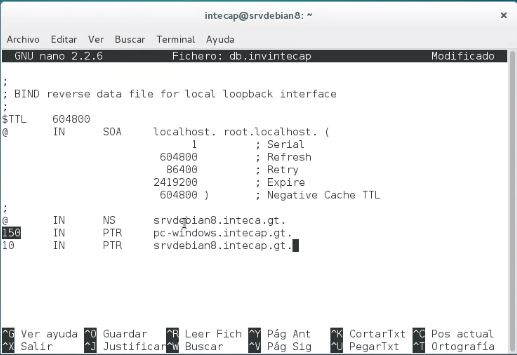 intecap@srvdebian8: ~
Archivo Editar Ver Buscar Terminal Ayuda
GNU nano 2.2.6 Fichero: db.invintecap Modificado
;
; BIND reverse data file for local loopback interface
;
$TTL 604800
@ IN SOA localhost. root.localhost. (
1 ; Serial
604800 ; Refresh
86400 ; Retry
2419200 ; Expire
604800 ) ; Negative Cache TTL
;
@ IN NS srvdebian8.inteca.gt.
150 IN PTR pc-windows.intecap.gt.
10 IN PTR srvdebian8.intecap.gt.
^G Ver ayuda ^O Guardar ^R Leer Fich ^Y Pág Ant ^K CortarTxt ^C Pos actual
^X Salir ^J Justificar ^W Buscar ^V Pág Sig ^U PegarTxt ^T Ortografía